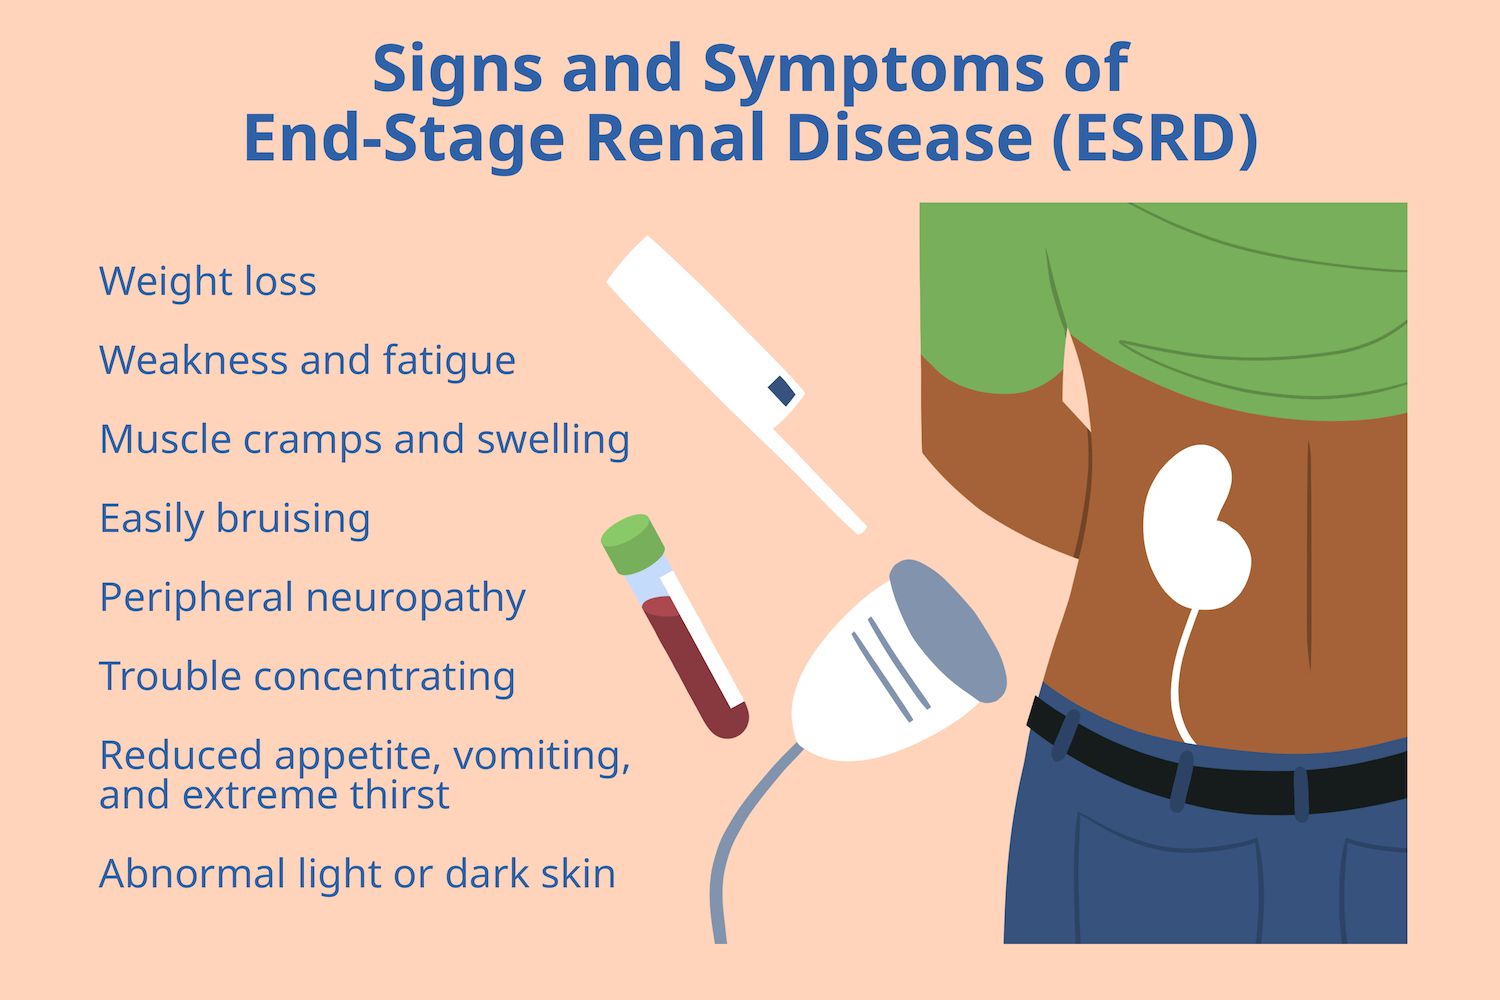 Signs and Symptoms of
End-Stage Renal Disease (ESRD)
Weight loss
Weakness and fatigue
Muscle cramps and swelling
Easily bruising
Peripheral neuropathy
Trouble concentrating
Reduced appetite, vomiting,
and extreme thirst
Abnormal light or dark skin